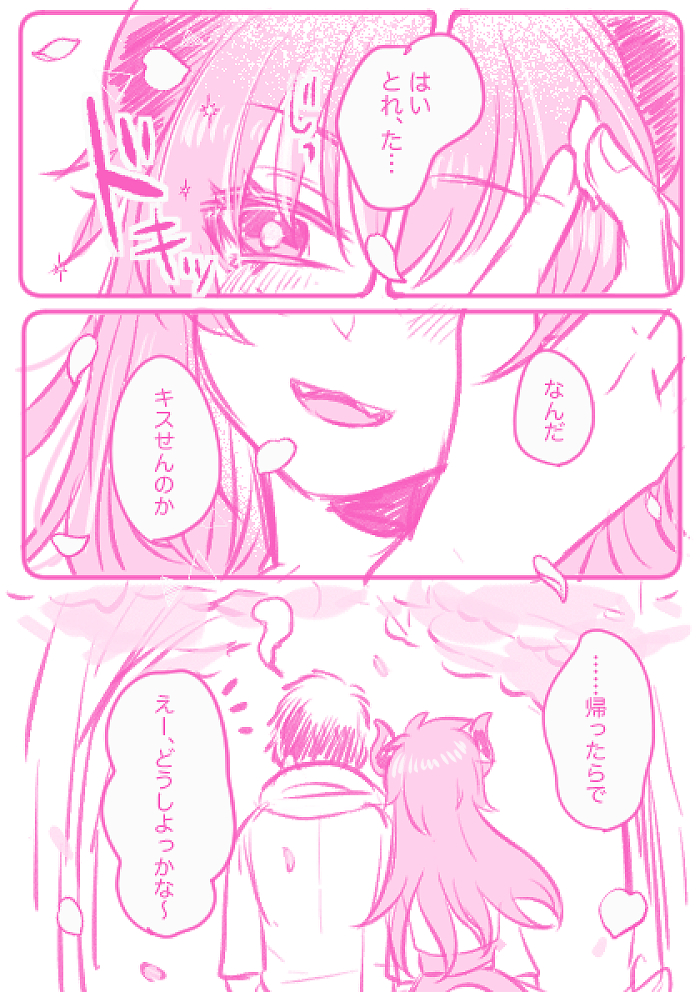 はい
とれ、た…
じっ
ドドキッ
なんだ
キスせんのか
……帰ったらで
えー、どうしよっかな～